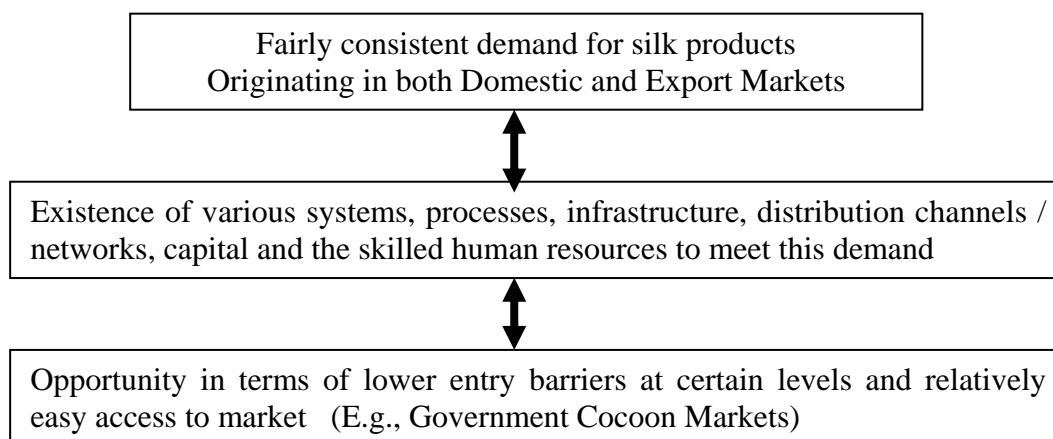 Fairly consistent demand for silk products
Originating in both Domestic and Export Markets
Existence of various systems, processes, infrastructure, distribution channels /
networks, capital and the skilled human resources to meet this demand
Opportunity in terms of lower entry barriers at certain levels and relatively
easy access to market (E.g., Government Cocoon Markets)